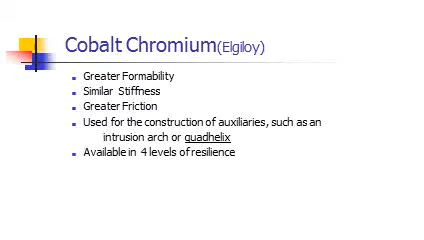 Cobalt Chromium(Elgiloy)
Greater Formability
Similar Stiffness
Greater Friction
Used for the construction of auxiliaries, such as an
intrusion arch or quadhelix
Available in 4 levels of resilience